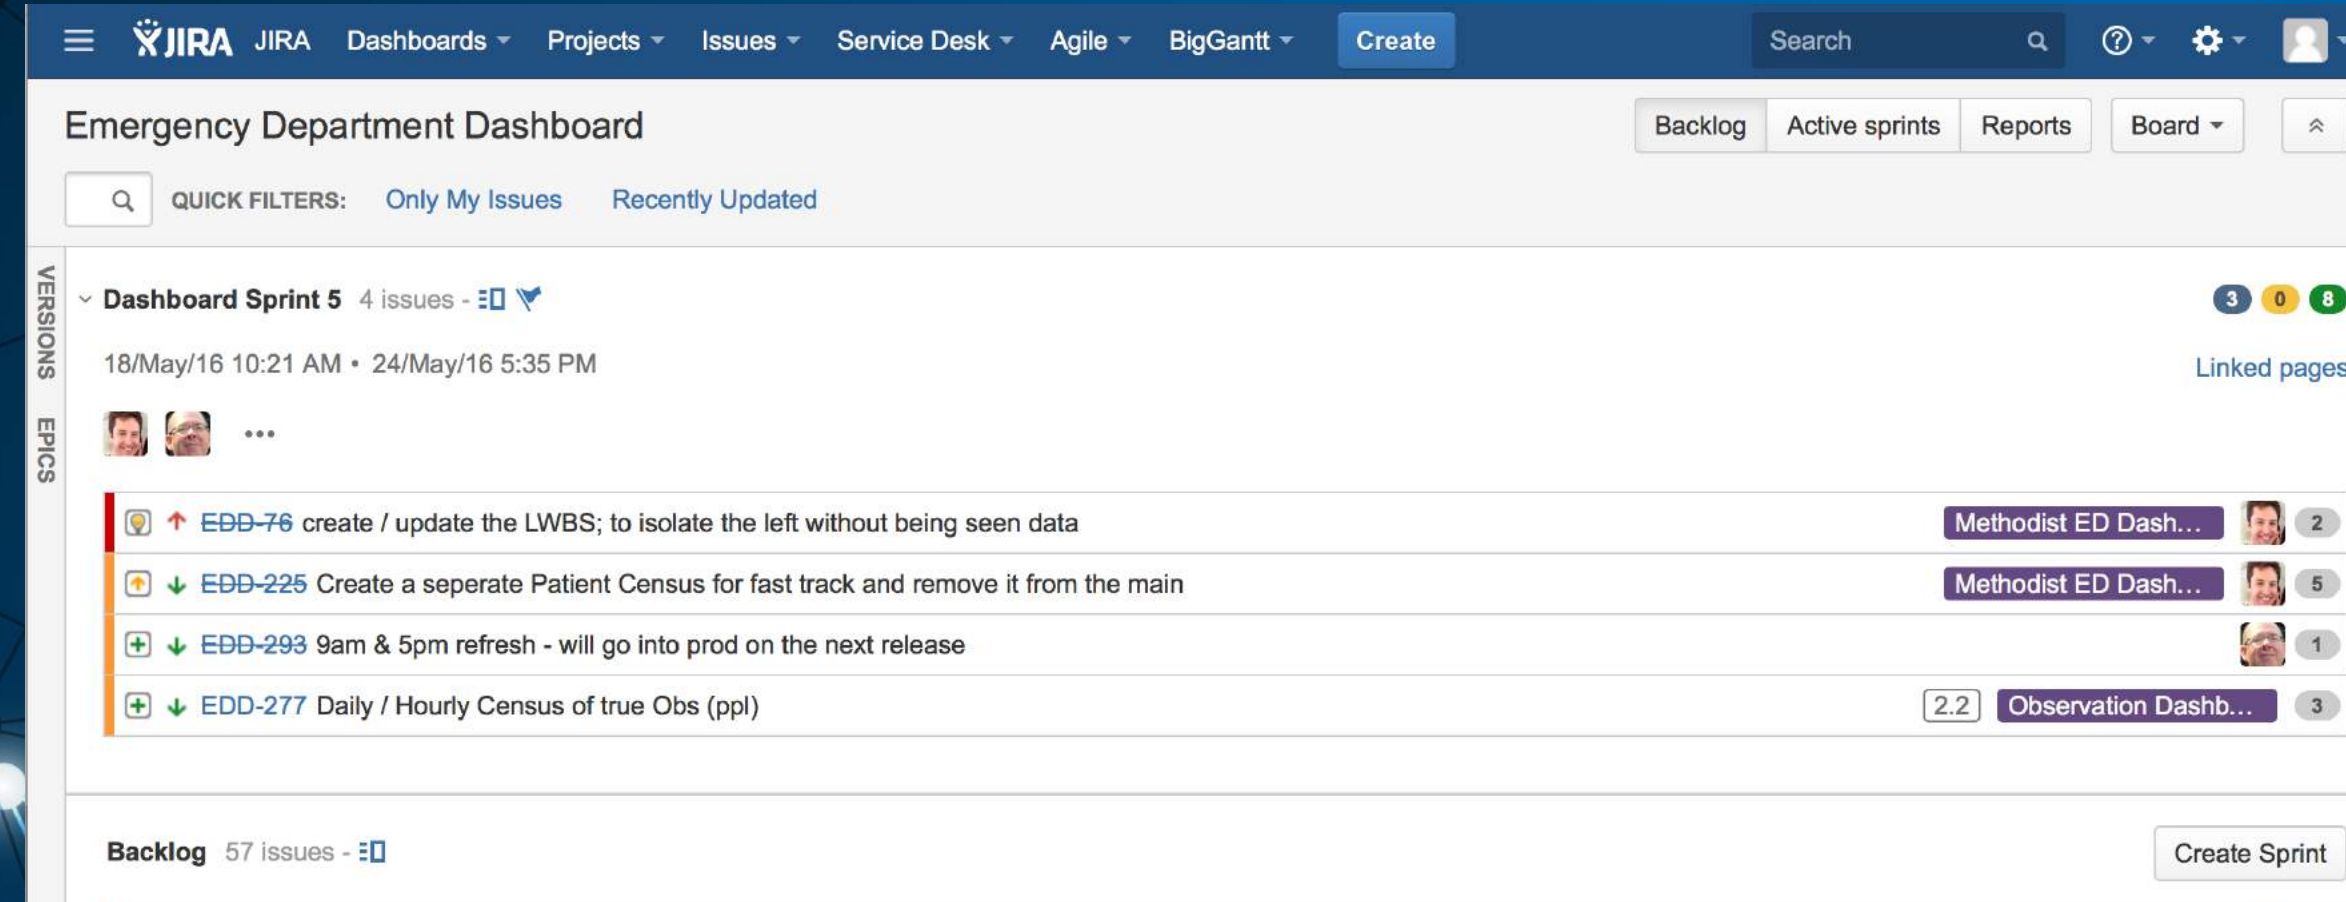 JIRA JIRA Dashboards Projects Issues Service Desk Agile BigGantt Create Search ?
Emergency Department Dashboard
Backlog Active sprints Reports Board
QUICK FILTERS: Only My Issues Recently Updated
VERSIONS
EPICS
Dashboard Sprint 5 4 issues - 3 0 8
18/May/16 10:21 AM • 24/May/16 5:35 PM Linked pages
•••
EDD-76 create / update the LWBS; to isolate the left without being seen data Methodist ED Dash... 2
EDD-225 Create a seperate Patient Census for fast track and remove it from the main Methodist ED Dash... 5
EDD-293 9am & 5pm refresh - will go into prod on the next release 1
EDD-277 Daily / Hourly Census of true Obs (ppl) 2.2 Observation Dashb... 3
Backlog 57 issues - Create Sprint